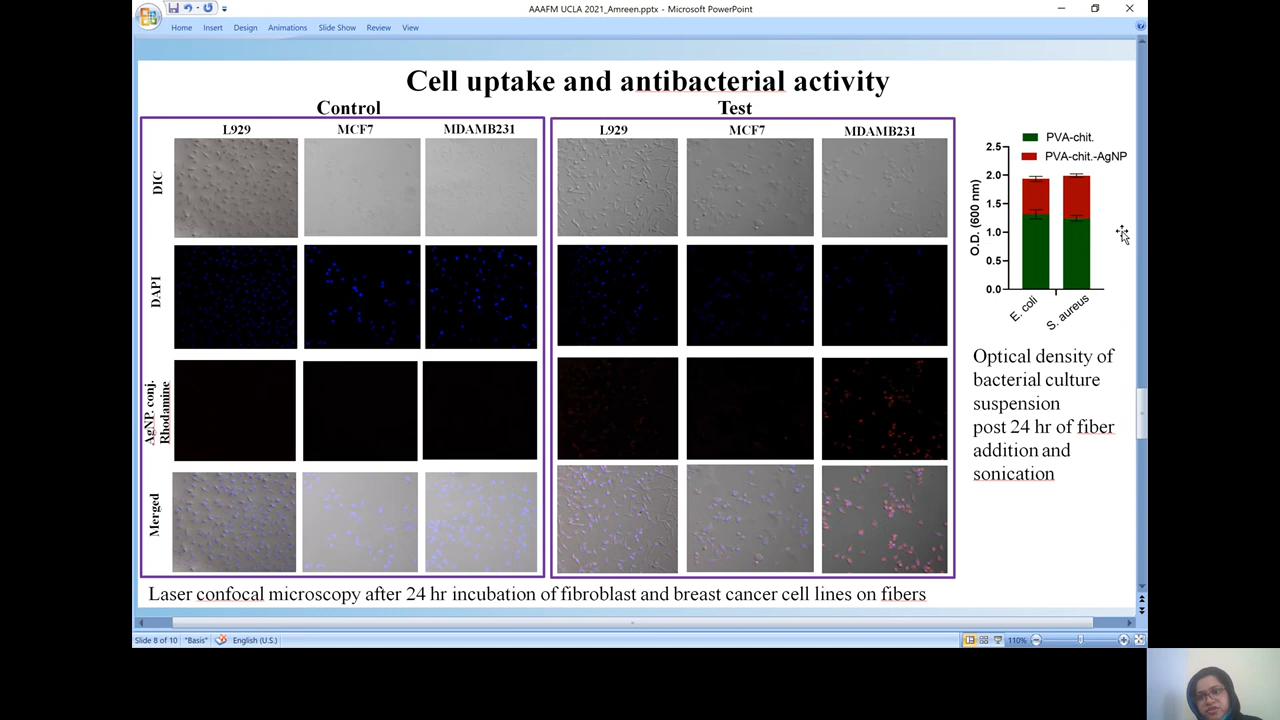 AAAFM UCLA 2021_Amreen.pptx - Microsoft PowerPoint
Home Insert Design Animations Slide Show Review View
Cell uptake and antibacterial activity
Control
Test
L929 MCF7 MDAMB231
L929 MCF7 MDAMB231
DIC
DAPI
AgNP. conj.
Rhodamine
Merged
PVA-chit.
PVA-chit.-AgNP
O.D. (600 nm)
2.5
2.0
1.5
1.0
0.5
0.0
E. coli
S. aureus
Optical density of
bacterial culture
suspension
post 24 hr of fiber
addition and
sonication
Laser confocal microscopy after 24 hr incubation of fibroblast and breast cancer cell lines on fibers
Slide 8 of 10 "Basis" English (U.S.) 110%